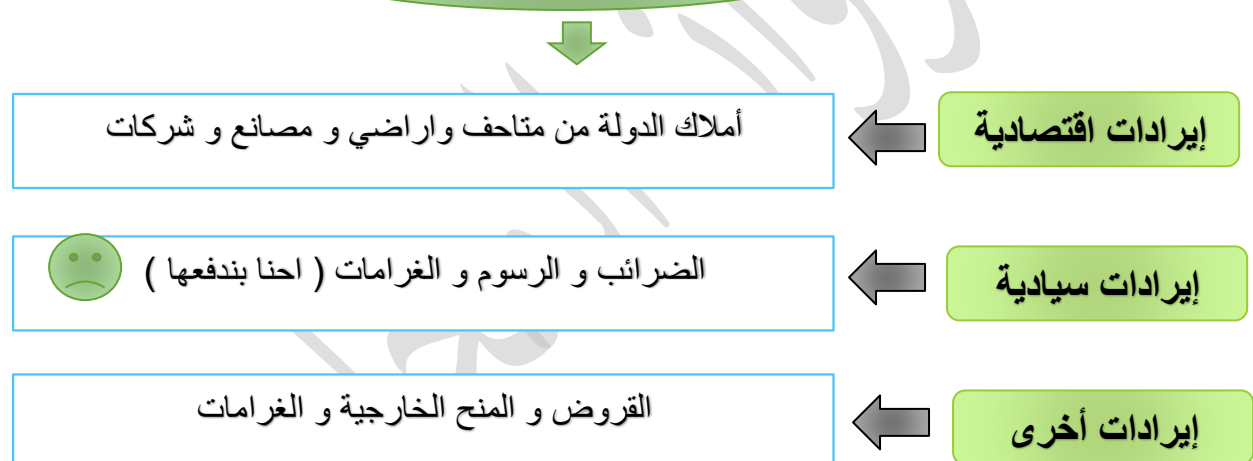 إيرادات اقتصادية
أملاك الدولة من متاحف واراضي و مصانع و شركات
إيرادات سيادية
الضرائب و الرسوم و الغرامات ( احنا بندفعها )
إيرادات أخرى
القروض و المنح الخارجية و الغرامات